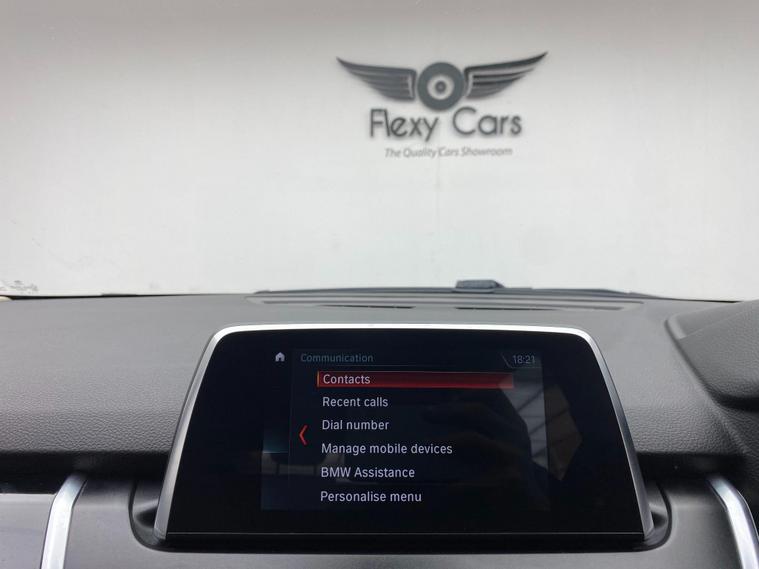 Flexy Cars
The Quality Cars Showroom
Communication
18:21
Contacts
Recent calls
Dial number
Manage mobile devices
BMW Assistance
Personalise menu